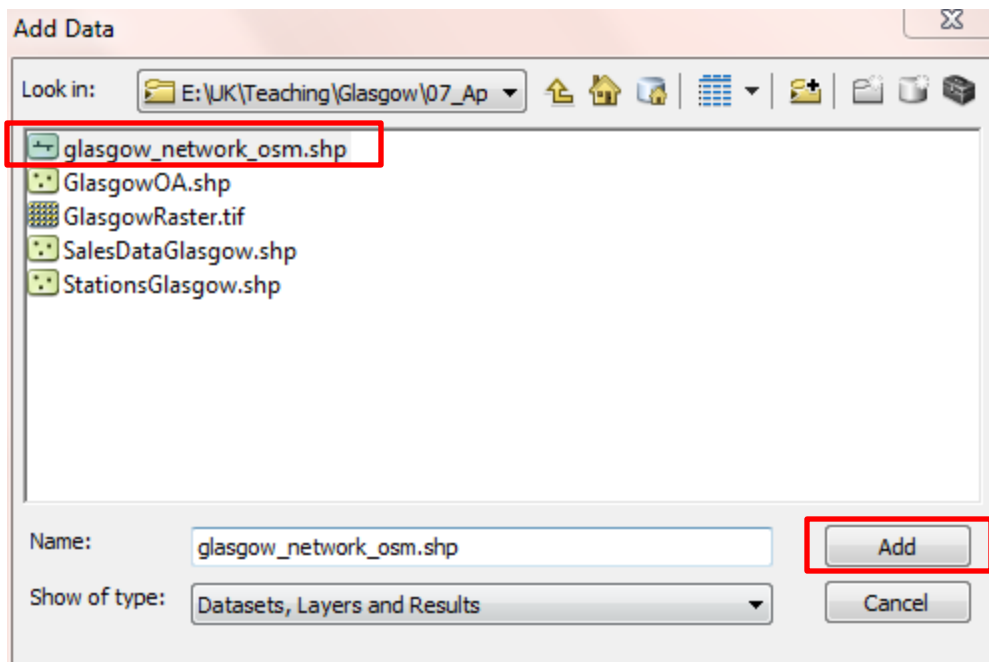 Add Data
Look in: E:\UK\Teaching\Glasgow\07_Ap
glasgow_network_osm.shp
GlasgowOA.shp
GlasgowRaster.tif
SalesDataGlasgow.shp
StationsGlasgow.shp
Name: glasgow_network_osm.shp Add
Show of type: Datasets, Layers and Results Cancel